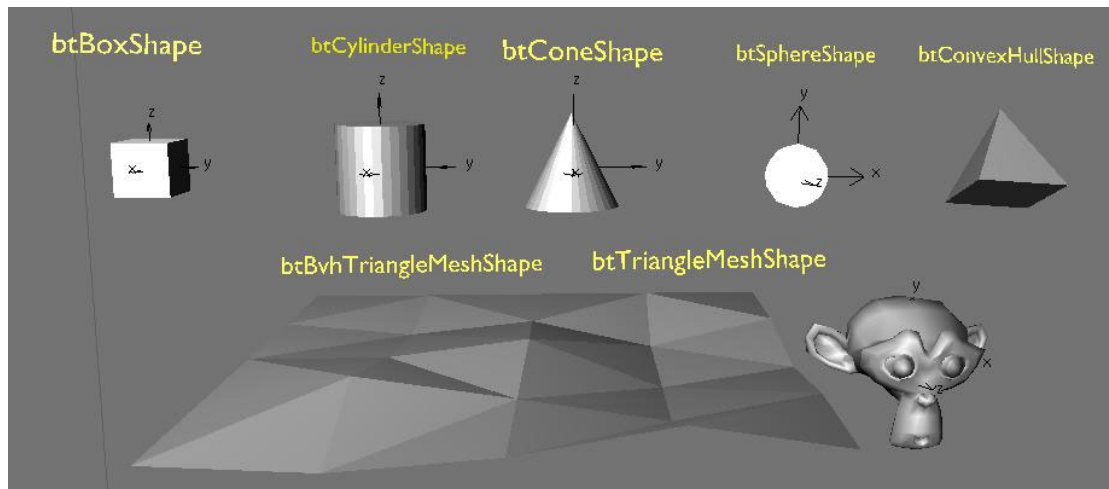 btBoxShape
btCylinderShape
btConeShape
btSphereShape
btConvexHullShape
z
y
x
z
y
x
z
y
x
y
x
z
btBvhTriangleMeshShape
btTriangleMeshShape
y
x
z